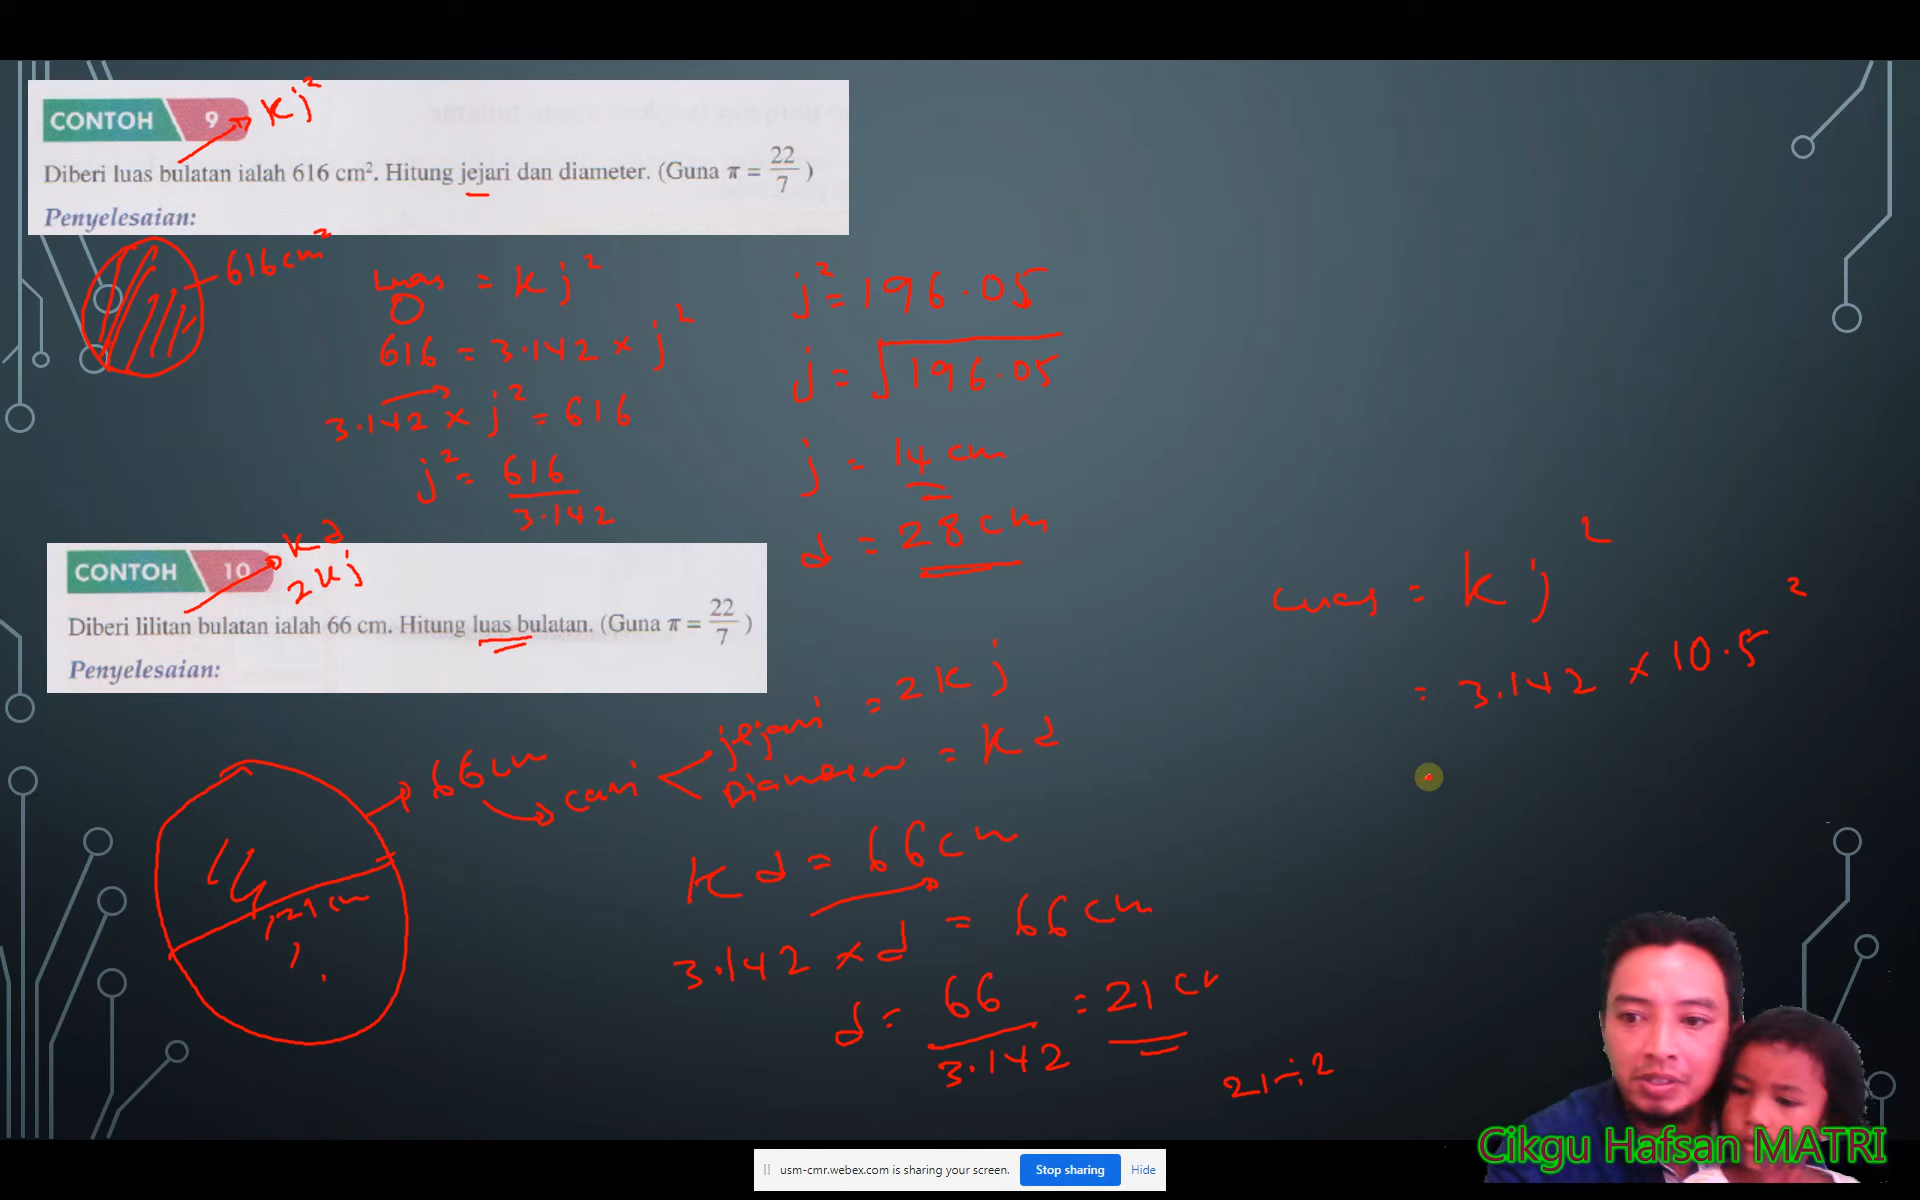 CONTOH 9
kj²
Diberi luas bulatan ialah 616 cm². Hitung jejari dan diameter. (Guna π = 22/7 )
Penyelesaian:
616 cm²
Luas = kj²
616 = 3.142 × j²
3.142 × j² = 616
j² = 616/3.142
j² = 196.05
j = √196.05
j = 14 cm
d = 28 cm
CONTOH 10
kd
2kj
Diberi lilitan bulatan ialah 66 cm. Hitung luas bulatan. (Guna π = 22/7 )
Penyelesaian:
66 cm
cari
jejari = 2kj
Diameter = kd
21 cm
?
kd = 66 cm
3.142 × d = 66 cm
d = 66/3.142 = 21 cm
21 ÷ 2
Luas = kj²
= 3.142 × 10.5²
Cikgu Hafsan MATRI
usm-cmr.webex.com is sharing your screen.
Stop sharing
Hide